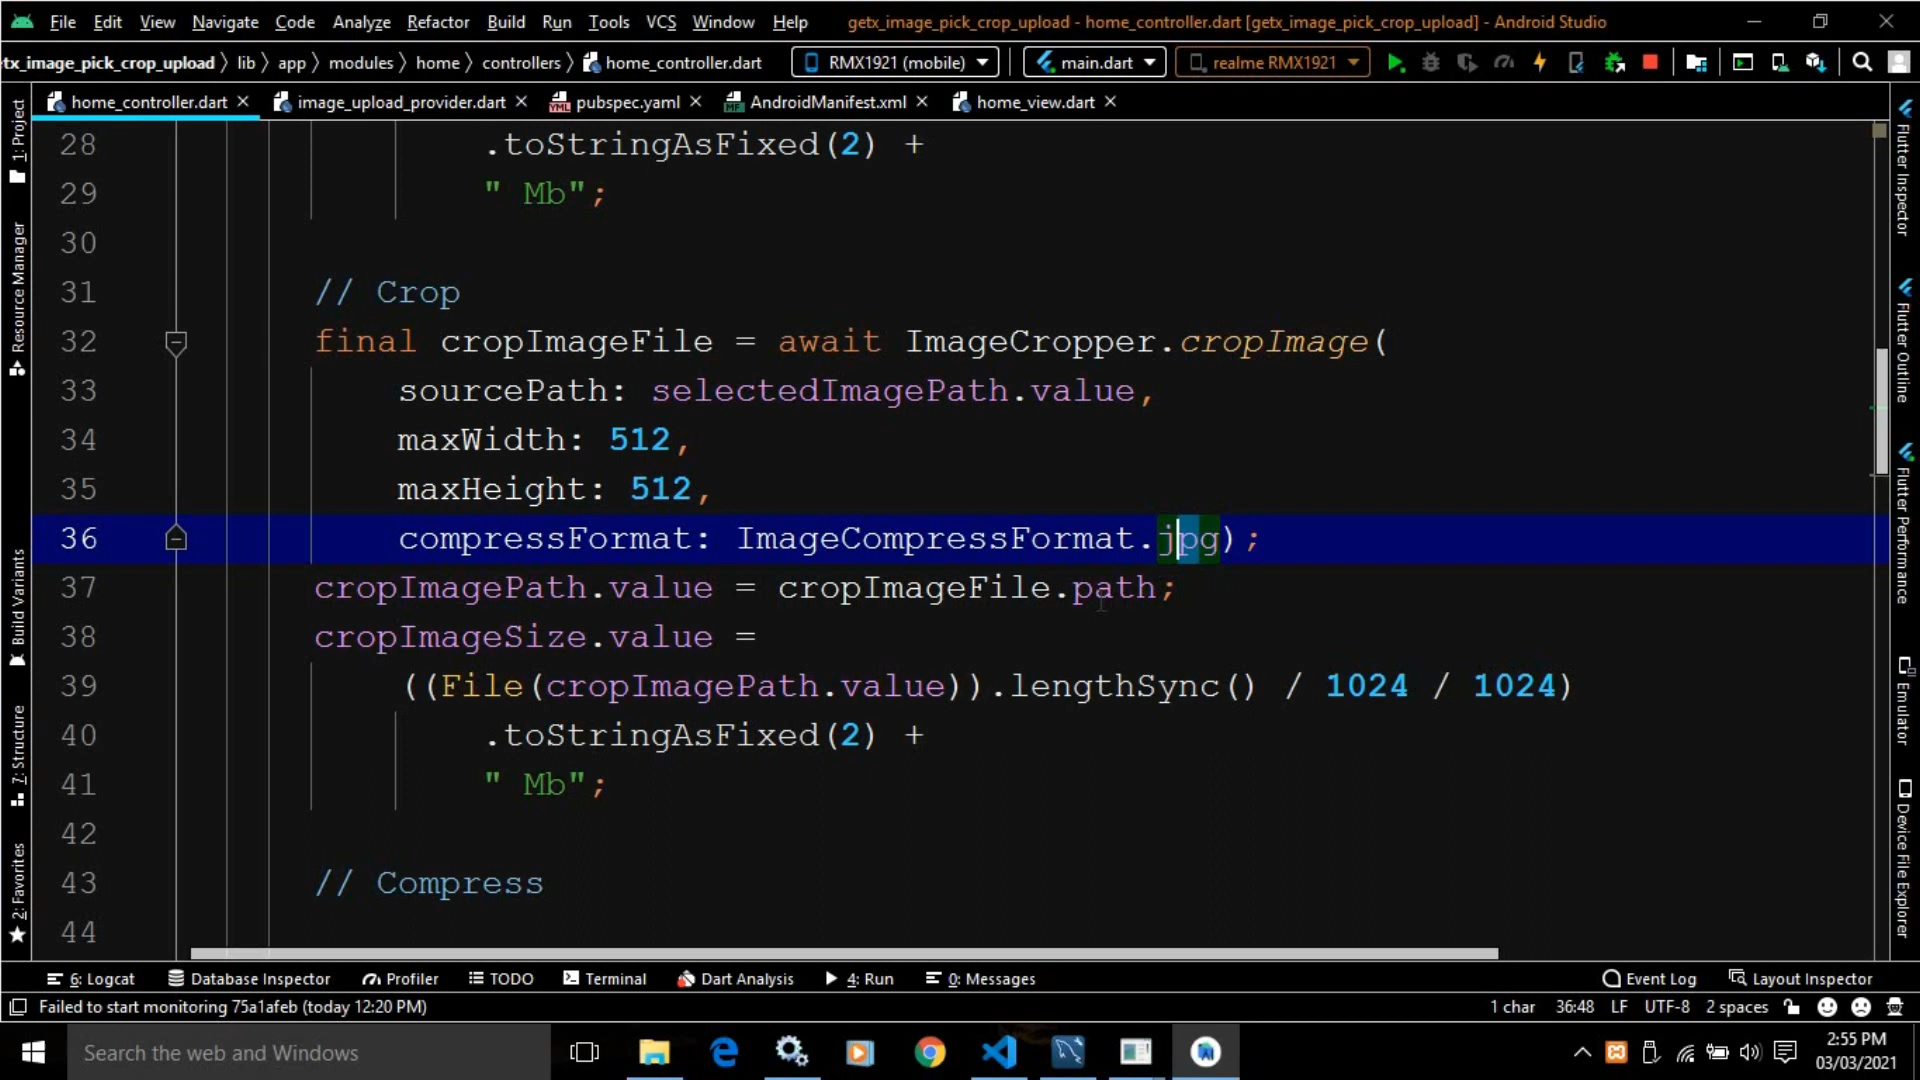 File Edit View Navigate Code Analyze Refactor Build Run Tools VCS Window Help getx_image_pick_crop_upload - home_controller.dart [getx_image_pick_crop_upload] - Android Studio
tx_image_pick_crop_upload lib app modules home controllers home_controller.dart RMX1921 (mobile) main.dart realme RMX1921
home_controller.dart image_upload_provider.dart pubspec.yaml AndroidManifest.xml home_view.dart
28 .toStringAsFixed(2) +
29 " Mb";
30
31 // Crop
32 final cropImageFile = await ImageCropper.cropImage(
33 sourcePath: selectedImagePath.value,
34 maxWidth: 512,
35 maxHeight: 512,
36 compressFormat: ImageCompressFormat.jpg);
37 cropImagePath.value = cropImageFile.path;
38 cropImageSize.value =
39 ((File(cropImagePath.value)).lengthSync() / 1024 / 1024)
40 .toStringAsFixed(2) +
41 " Mb";
42
43 // Compress
44
1: Project
Resource Manager
Build Variants
7: Structure
2: Favorites
Flutter Inspector
Flutter Outline
Flutter Performance
Emulator
Device File Explorer
6: Logcat Database Inspector Profiler TODO Terminal Dart Analysis 4: Run 0: Messages Event Log Layout Inspector
Failed to start monitoring 75a1afeb (today 12:20 PM) 1 char 36:48 LF UTF-8 2 spaces
Search the web and Windows
2:55 PM
03/03/2021